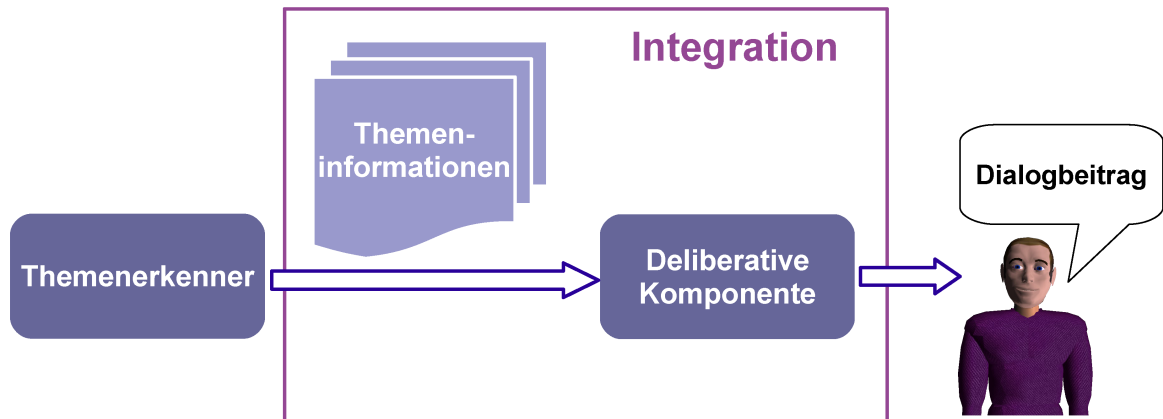 Integration
Themen-
informationen
Dialogbeitrag
Themenerkenner
Deliberative
Komponente